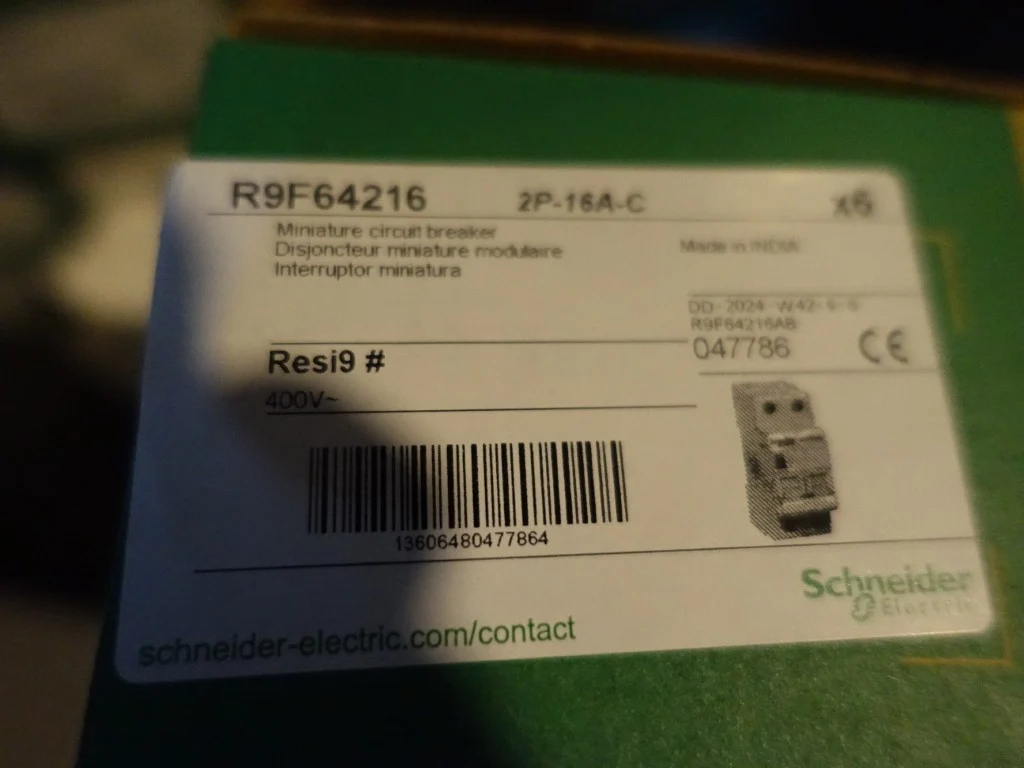 R9F64216 2P-16A-C x6
Miniature circuit breaker
Disjoncteur miniature modulaire
Interruptor miniatura
Made in INDIA
DD-2024-W42-
R9F64216AB
047786 CE
Resi9 #
400V~
13606480477864
Schneider
Electric
schneider-electric.com/contact